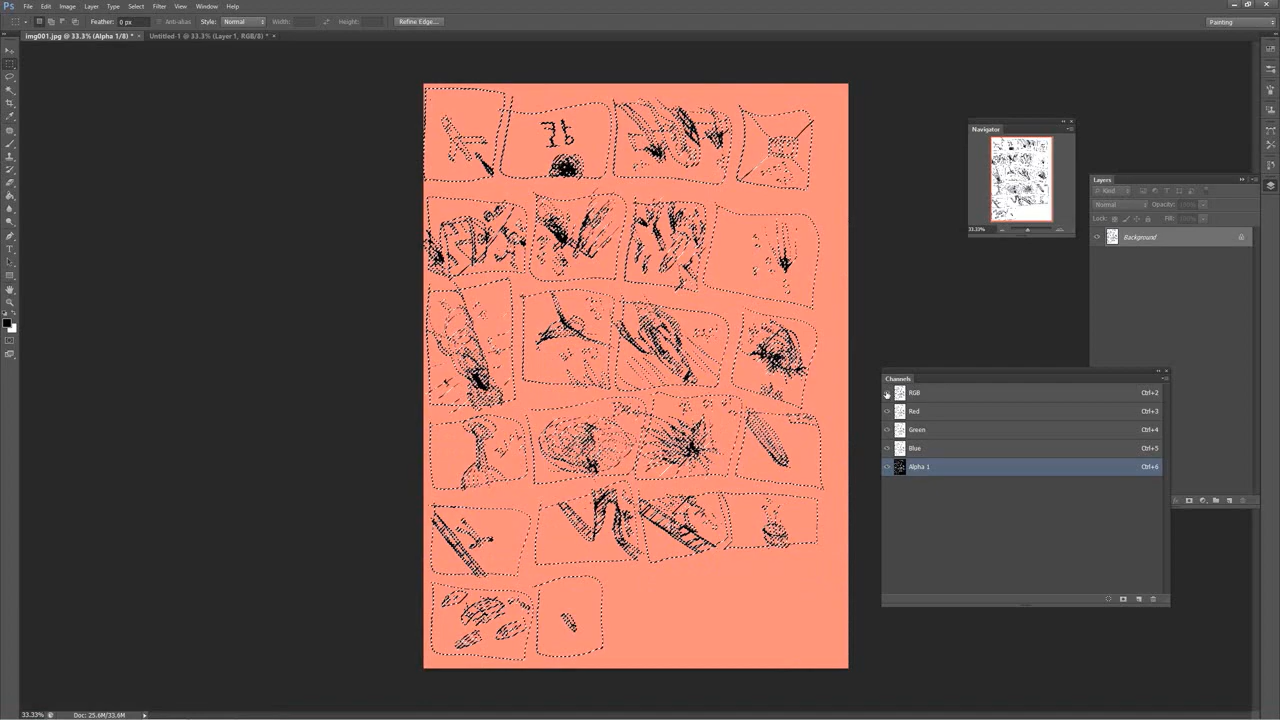 Ps File Edit Image Layer Type Select Filter View Window Help
Feather: 0 px Anti-alias Style: Normal Width: Height: Refine Edge... Painting
img001.jpg @ 33.3% (Alpha 1/8) * × Untitled-1 @ 33.3% (Layer 1, RGB/8) * ×
Navigator
33.33%
Layers
Kind
Normal Opacity: 100%
Lock: Fill: 100%
Background
Channels
RGB Ctrl+2
Red Ctrl+3
Green Ctrl+4
Blue Ctrl+5
Alpha 1 Ctrl+6
33.33% Doc: 25.6M/33.6M